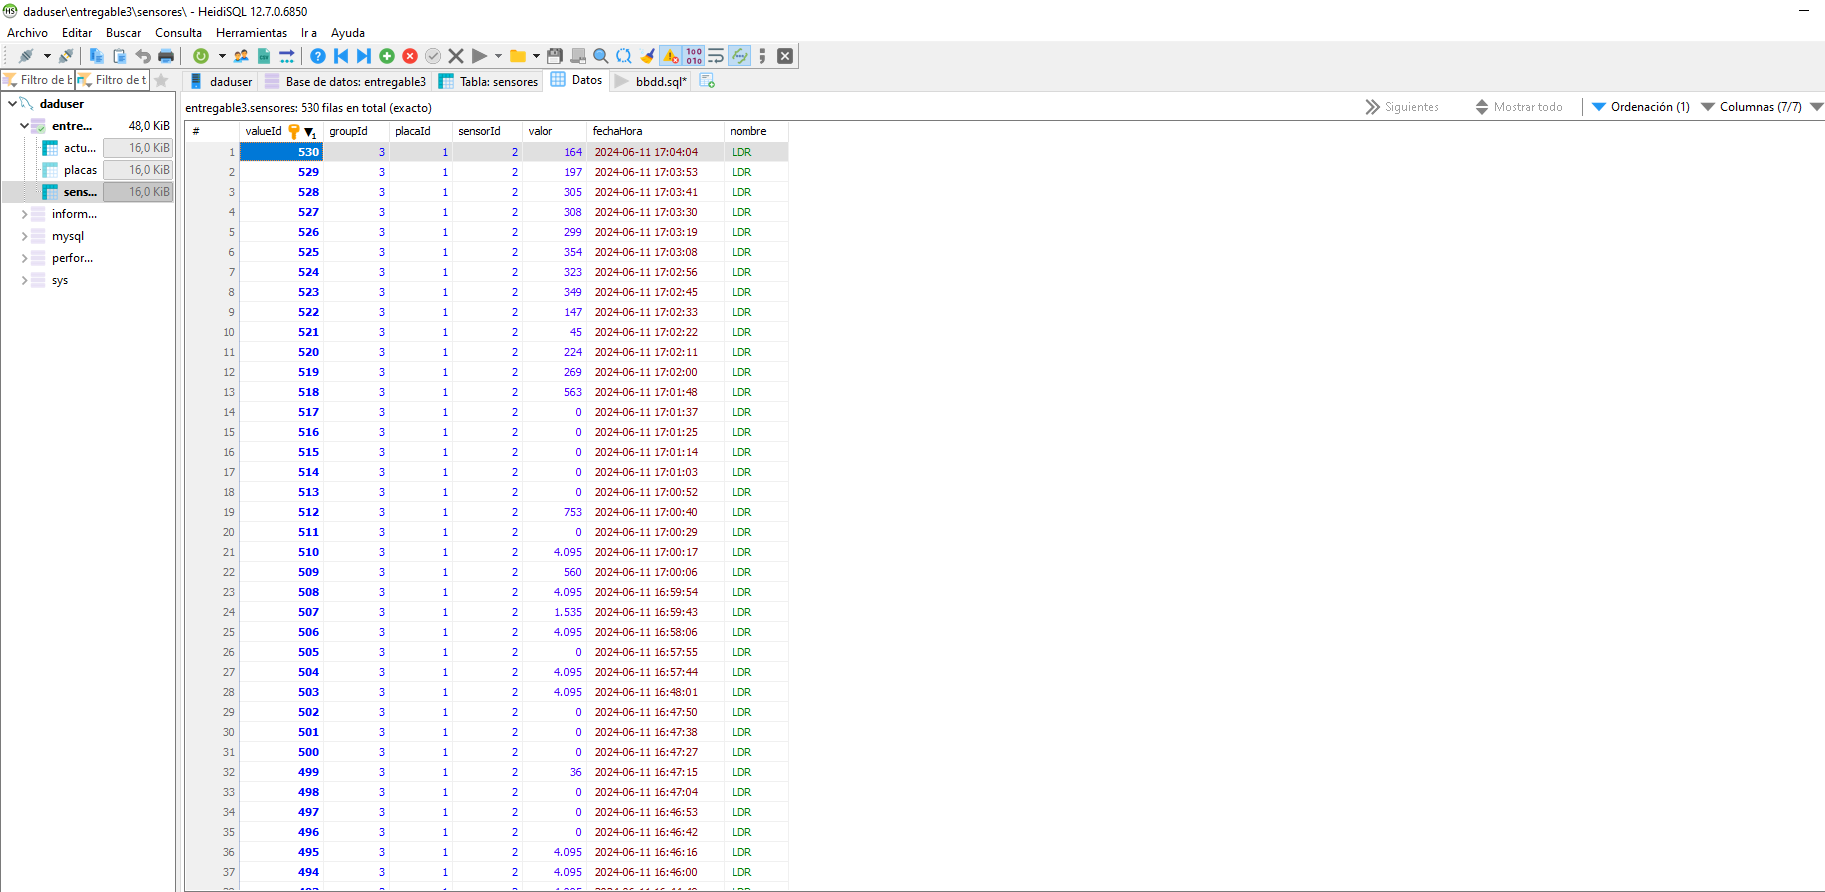 daduser\entregable3\sensores\ - HeidiSQL 12.7.0.6850
Archivo Editar Buscar Consulta Herramientas Ir a Ayuda
Filtro de b Filtro de t daduser Base de datos: entregable3 Tabla: sensores Datos bbdd.sql*
daduser
entre... 48,0 KiB
actu... 16,0 KiB
placas 16,0 KiB
sens... 16,0 KiB
inform...
mysql
perfor...
sys
entregable3.sensores: 530 filas en total (exacto) Siguientes Mostrar todo Ordenación (1) Columnas (7/7)
# valueId 1 groupId placaId sensorId valor fechaHora nombre
1 530 3 1 2 164 2024-06-11 17:04:04 LDR
2 529 3 1 2 197 2024-06-11 17:03:53 LDR
3 528 3 1 2 305 2024-06-11 17:03:41 LDR
4 527 3 1 2 308 2024-06-11 17:03:30 LDR
5 526 3 1 2 299 2024-06-11 17:03:19 LDR
6 525 3 1 2 354 2024-06-11 17:03:08 LDR
7 524 3 1 2 323 2024-06-11 17:02:56 LDR
8 523 3 1 2 349 2024-06-11 17:02:45 LDR
9 522 3 1 2 147 2024-06-11 17:02:33 LDR
10 521 3 1 2 45 2024-06-11 17:02:22 LDR
11 520 3 1 2 224 2024-06-11 17:02:11 LDR
12 519 3 1 2 269 2024-06-11 17:02:00 LDR
13 518 3 1 2 563 2024-06-11 17:01:48 LDR
14 517 3 1 2 0 2024-06-11 17:01:37 LDR
15 516 3 1 2 0 2024-06-11 17:01:25 LDR
16 515 3 1 2 0 2024-06-11 17:01:14 LDR
17 514 3 1 2 0 2024-06-11 17:01:03 LDR
18 513 3 1 2 0 2024-06-11 17:00:52 LDR
19 512 3 1 2 753 2024-06-11 17:00:40 LDR
20 511 3 1 2 0 2024-06-11 17:00:29 LDR
21 510 3 1 2 4.095 2024-06-11 17:00:17 LDR
22 509 3 1 2 560 2024-06-11 17:00:06 LDR
23 508 3 1 2 4.095 2024-06-11 16:59:54 LDR
24 507 3 1 2 1.535 2024-06-11 16:59:43 LDR
25 506 3 1 2 4.095 2024-06-11 16:58:06 LDR
26 505 3 1 2 0 2024-06-11 16:57:55 LDR
27 504 3 1 2 4.095 2024-06-11 16:57:44 LDR
28 503 3 1 2 4.095 2024-06-11 16:48:01 LDR
29 502 3 1 2 0 2024-06-11 16:47:50 LDR
30 501 3 1 2 0 2024-06-11 16:47:38 LDR
31 500 3 1 2 0 2024-06-11 16:47:27 LDR
32 499 3 1 2 36 2024-06-11 16:47:15 LDR
33 498 3 1 2 0 2024-06-11 16:47:04 LDR
34 497 3 1 2 0 2024-06-11 16:46:53 LDR
35 496 3 1 2 0 2024-06-11 16:46:42 LDR
36 495 3 1 2 4.095 2024-06-11 16:46:16 LDR
37 494 3 1 2 4.095 2024-06-11 16:46:00 LDR